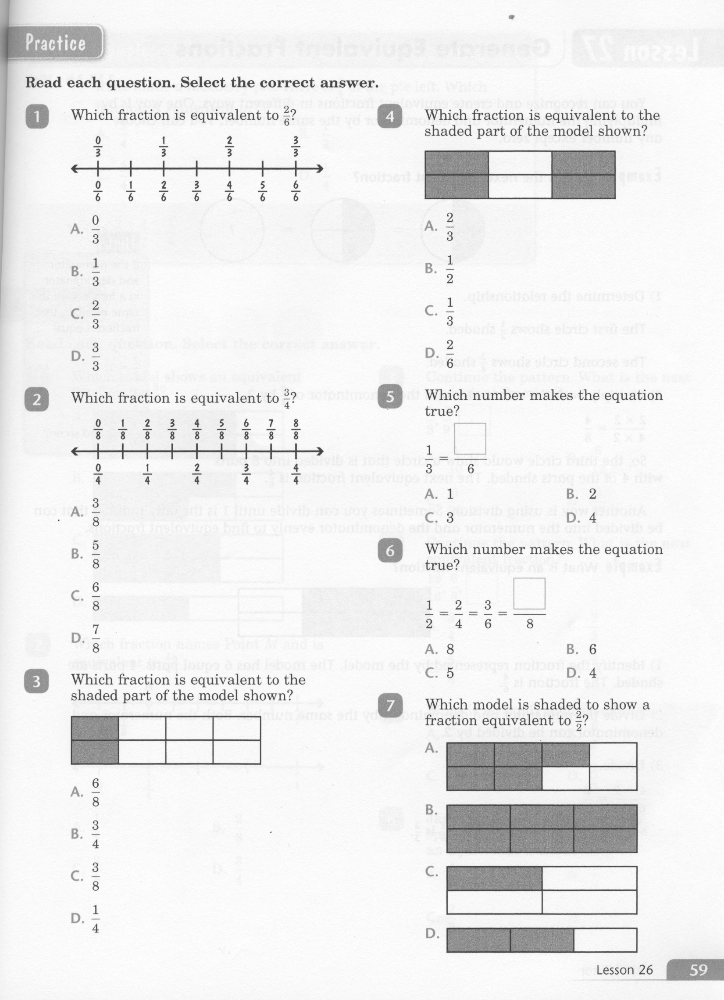 Practice
Read each question. Select the correct answer.
1
Which fraction is equivalent to 2/6?
0/3 1/3 2/3 3/3
0/6 1/6 2/6 3/6 4/6 5/6 6/6
A. 0/3
B. 1/3
C. 2/3
D. 3/3
2
Which fraction is equivalent to 3/4?
0/8 1/8 2/8 3/8 4/8 5/8 6/8 7/8 8/8
0/4 1/4 2/4 3/4 4/4
A. 3/8
B. 5/8
C. 6/8
D. 7/8
3
Which fraction is equivalent to the
shaded part of the model shown?
A. 6/8
B. 3/4
C. 3/8
D. 1/4
4
Which fraction is equivalent to the
shaded part of the model shown?
A. 2/3
B. 1/2
C. 1/3
D. 2/6
5
Which number makes the equation
true?
1/3 = □/6
A. 1 B. 2
C. 3 D. 4
6
Which number makes the equation
true?
1/2 = 2/4 = 3/6 = □/8
A. 8 B. 6
C. 5 D. 4
7
Which model is shaded to show a
fraction equivalent to 2/2?
A.
B.
C.
D.
Lesson 26 59